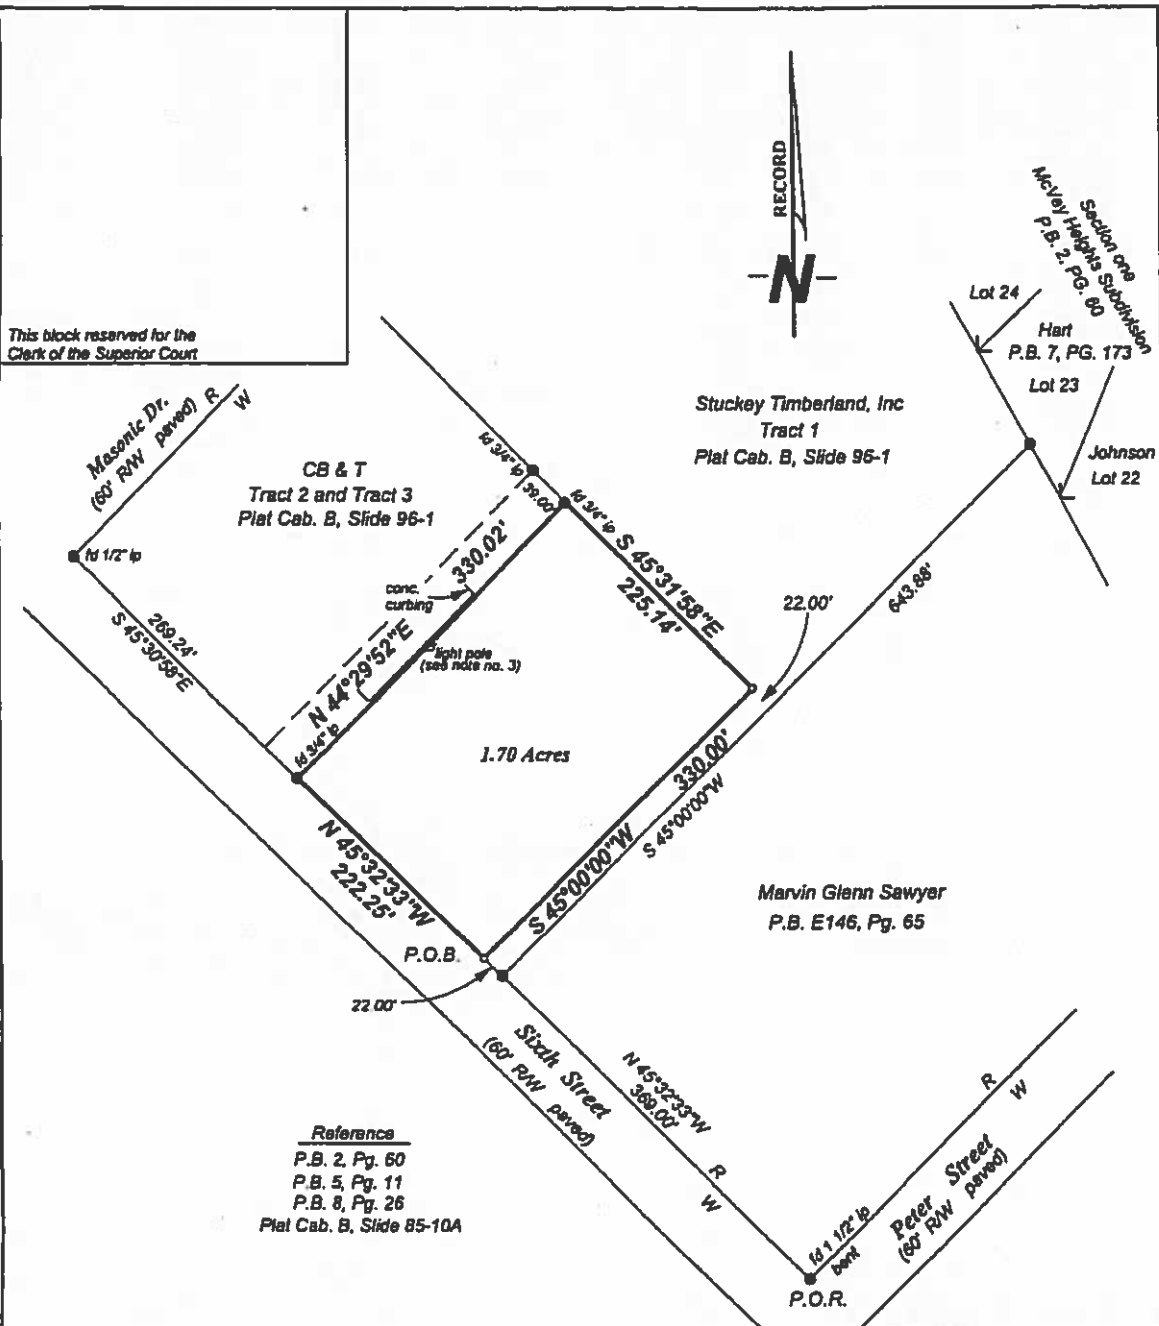 This block reserved for the
Clerk of the Superior Court
RECORD
N
Section one
McVay Heights Subdivision
P.B. 2, PG. 60
Lot 24
Hart
P.B. 7, PG. 173
Lot 23
Johnson
Lot 22
Stuckey Timberland, Inc
Tract 1
Plat Cab. B, Slide 96-1
Masonic Dr.
(60' R/W paved)
R
W
CB & T
Tract 2 and Tract 3
Plat Cab. B, Slide 96-1
fd 3/4" ip
39.00'
fd 3/4" ip
S 45°31'58"E
225.14'
fd 1/2" ip
269.24'
S 45°30'58"E
conc.
curbing
330.02'
N 44°29'52"E
light pole
(see note no. 3)
fd 3/4" ip
22.00'
643.88'
1.70 Acres
330.00'
S 45°00'00"W
S 45°00'00"W
N 45°32'33"W
222.25'
P.O.B.
22.00'
Marvin Glenn Sawyer
P.B. E146, Pg. 65
Sixth Street
(60' R/W paved)
N 45°32'33"W
369.00'
R
W
R
W
Peter Street
(60' R/W paved)
fd 1 1/2" ip
bent
P.O.R.
Reference
P.B. 2, Pg. 60
P.B. 5, Pg. 11
P.B. 8, Pg. 26
Plat Cab. B, Slide 85-10A